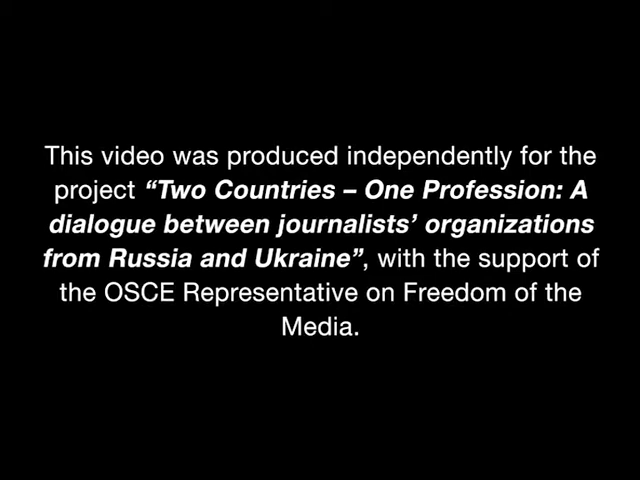 This video was produced independently for the
project “Two Countries – One Profession: A
dialogue between journalists’ organizations
from Russia and Ukraine”, with the support of
the OSCE Representative on Freedom of the
Media.